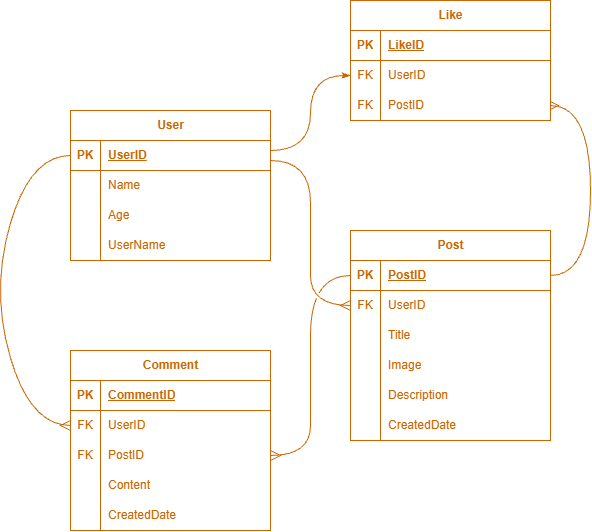 Like
PK LikeID
FK UserID
FK PostID
User
PK UserID
Name
Age
UserName
Post
PK PostID
FK UserID
Title
Image
Description
CreatedDate
Comment
PK CommentID
FK UserID
FK PostID
Content
CreatedDate